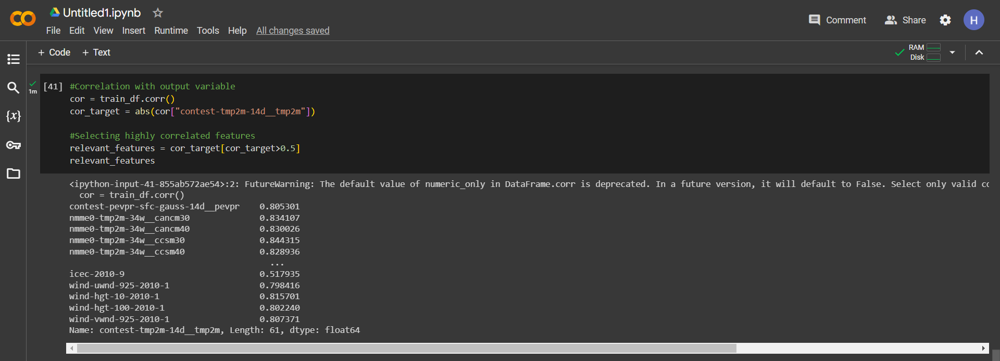 Untitled1.ipynb
File Edit View Insert Runtime Tools Help All changes saved
Comment Share H
+ Code + Text
RAM
Disk
1m
[41] #Correlation with output variable
cor = train_df.corr()
cor_target = abs(cor["contest-tmp2m-14d__tmp2m"])
#Selecting highly correlated features
relevant_features = cor_target[cor_target>0.5]
relevant_features
{x}
<ipython-input-41-855ab572ae54>:2: FutureWarning: The default value of numeric_only in DataFrame.corr is deprecated. In a future version, it will default to False. Select only valid
cor = train_df.corr()
contest-pevpr-sfc-gauss-14d__pevpr 0.805301
nmme0-tmp2m-34w__cancm30 0.834107
nmme0-tmp2m-34w__cancm40 0.830026
nmme0-tmp2m-34w__ccsm30 0.844315
nmme0-tmp2m-34w__ccsm40 0.828936
...
icec-2010-9 0.517935
wind-uwnd-925-2010-1 0.798416
wind-hgt-10-2010-1 0.815701
wind-hgt-100-2010-1 0.802240
wind-vwnd-925-2010-1 0.807371
Name: contest-tmp2m-14d__tmp2m, Length: 61, dtype: float64